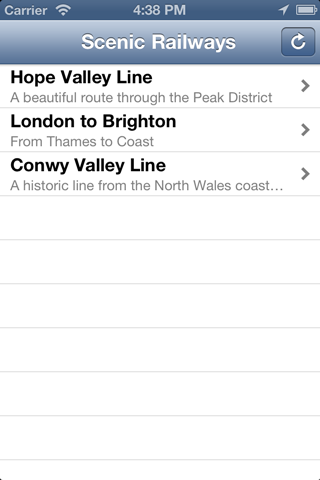 Carrier 4:38 PM
Scenic Railways
Hope Valley Line
A beautiful route through the Peak District
London to Brighton
From Thames to Coast
Conwy Valley Line
A historic line from the North Wales coast…